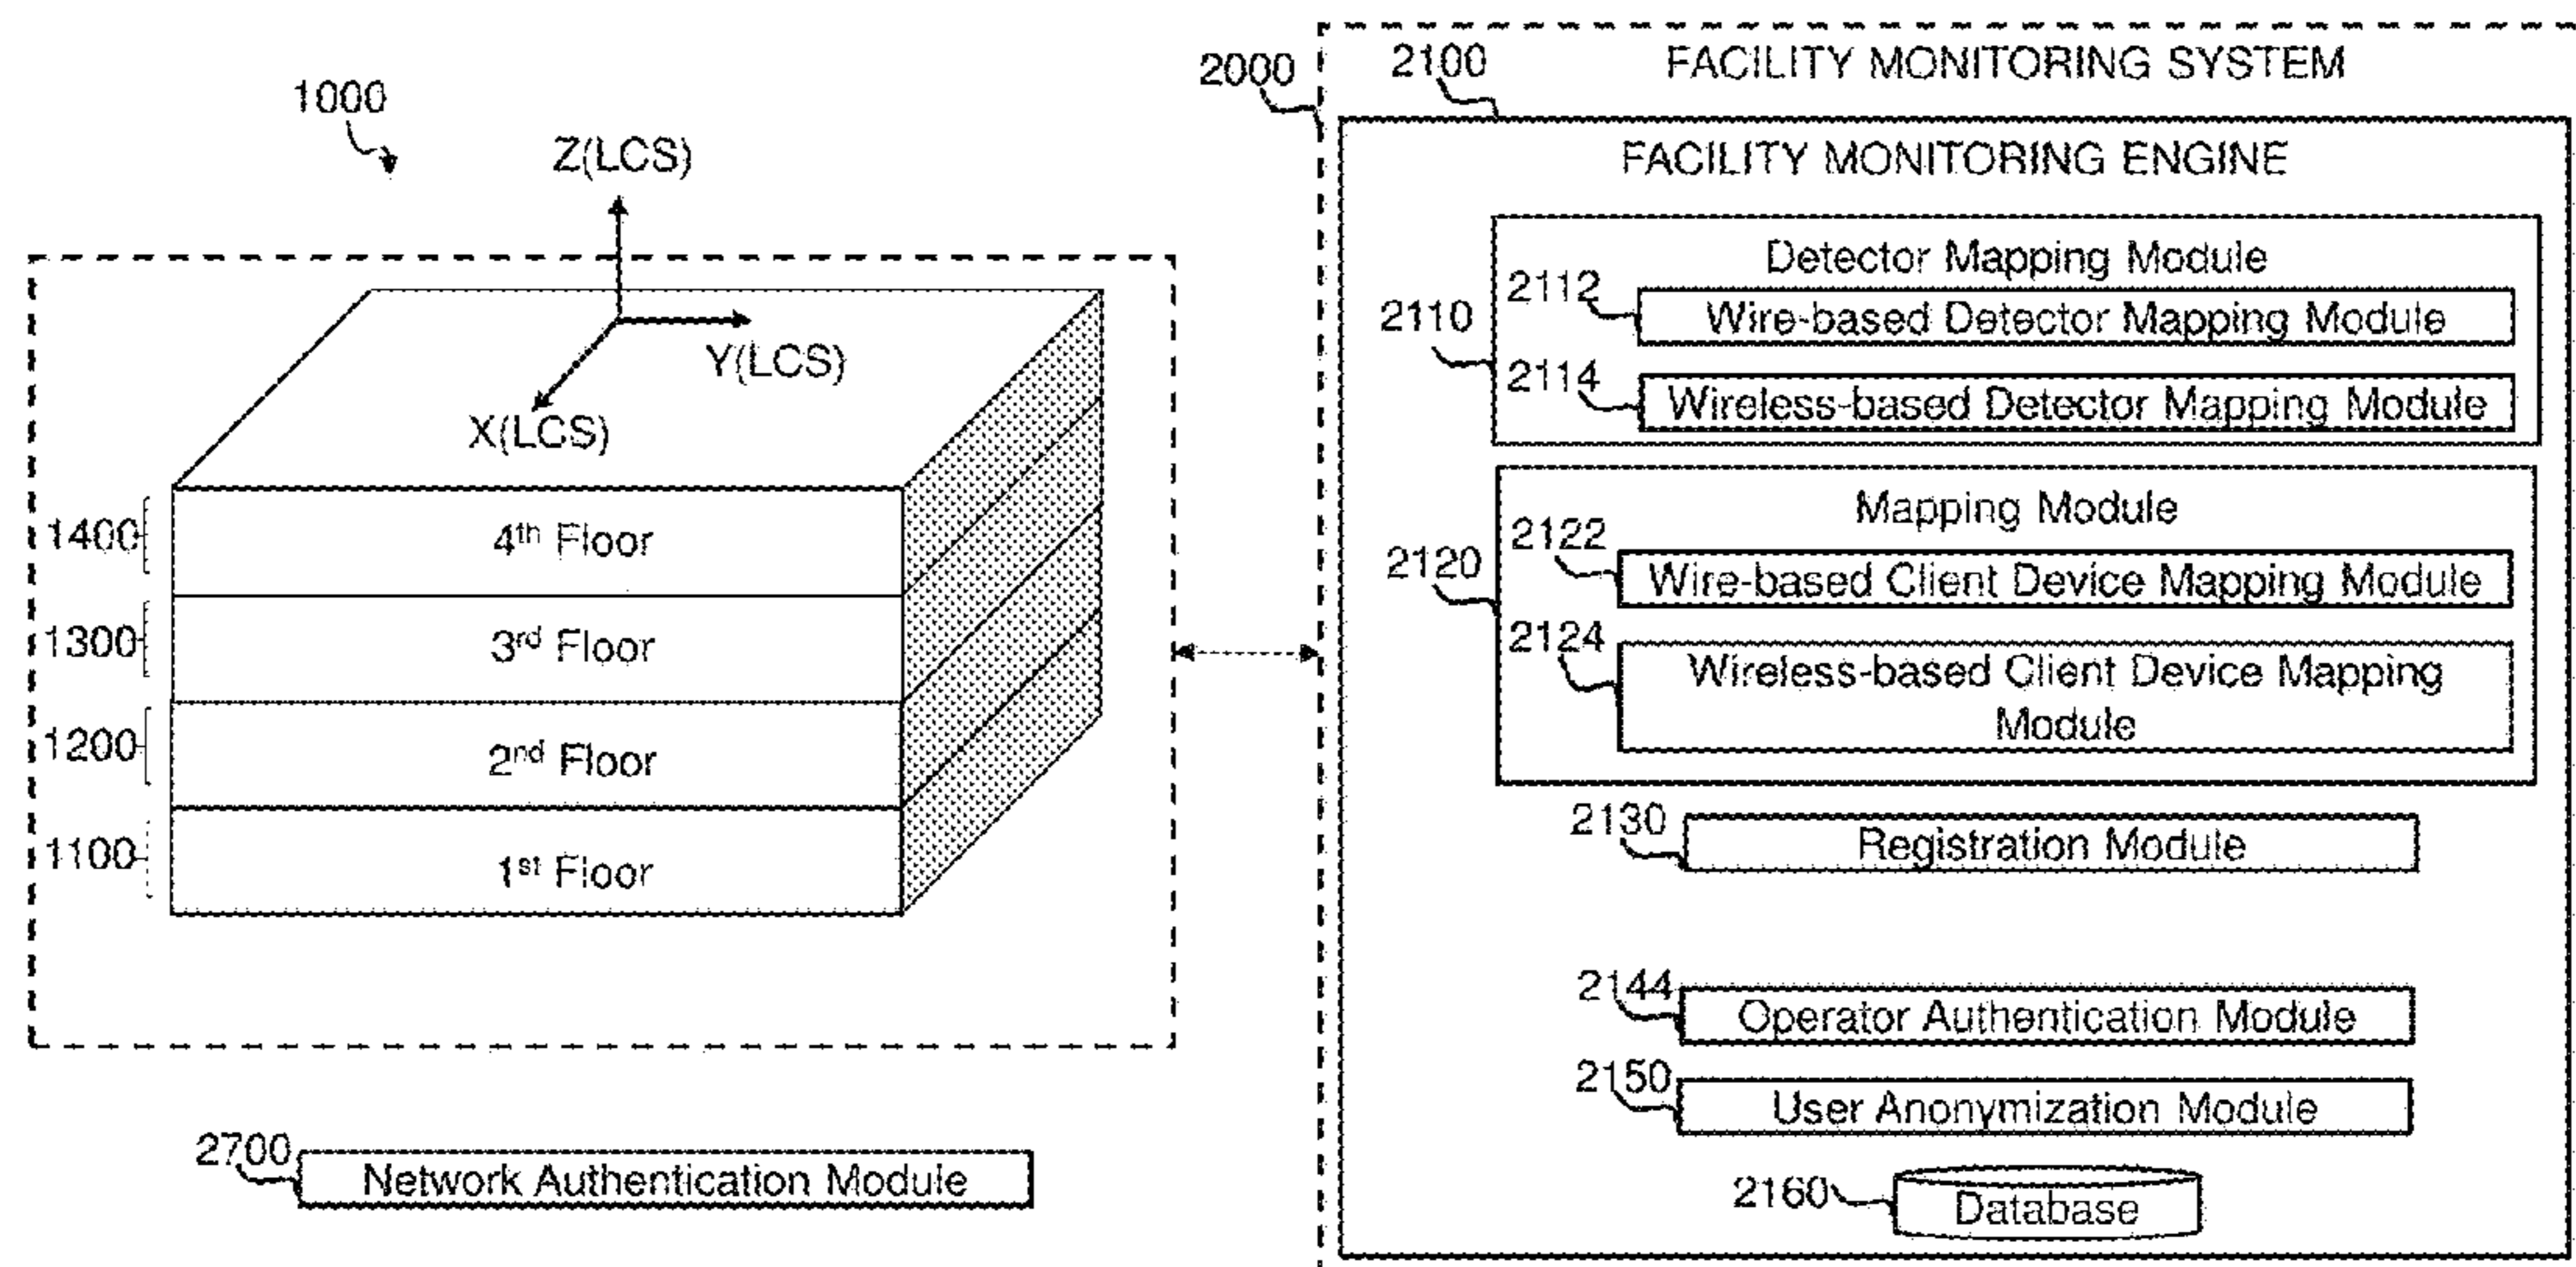 1000
Z(LCS)
Y(LCS)
X(LCS)
1400
4th Floor
1300
3rd Floor
1200
2nd Floor
1100
1st Floor
2700
Network Authentication Module
2000
2100
FACILITY MONITORING SYSTEM
FACILITY MONITORING ENGINE
2110
Detector Mapping Module
2112
Wire-based Detector Mapping Module
2114
Wireless-based Detector Mapping Module
2120
Mapping Module
2122
Wire-based Client Device Mapping Module
2124
Wireless-based Client Device Mapping
Module
2130
Registration Module
2144
Operator Authentication Module
2150
User Anonymization Module
2160
Database